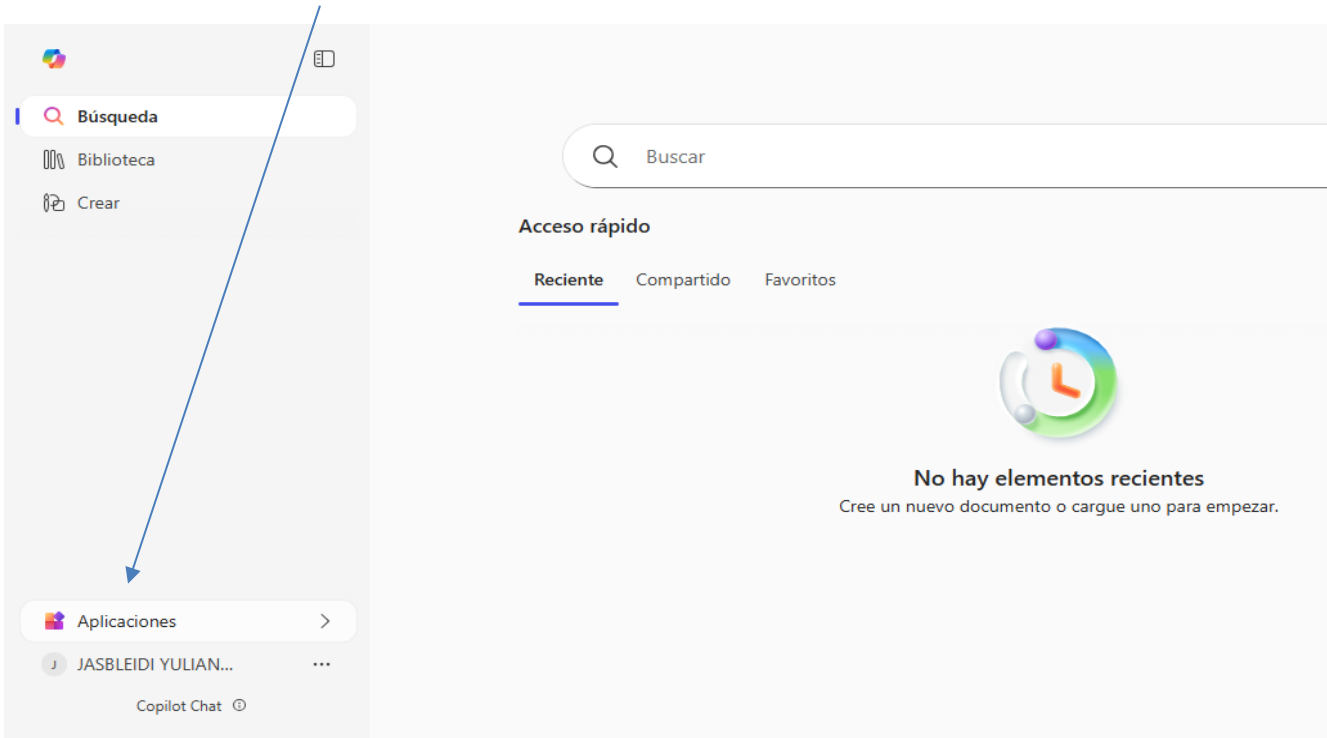 Búsqueda
Biblioteca
Crear
Buscar
Acceso rápido
Reciente Compartido Favoritos
No hay elementos recientes
Cree un nuevo documento o cargue uno para empezar.
Aplicaciones
J JASBLEIDI YULIAN...
Copilot Chat